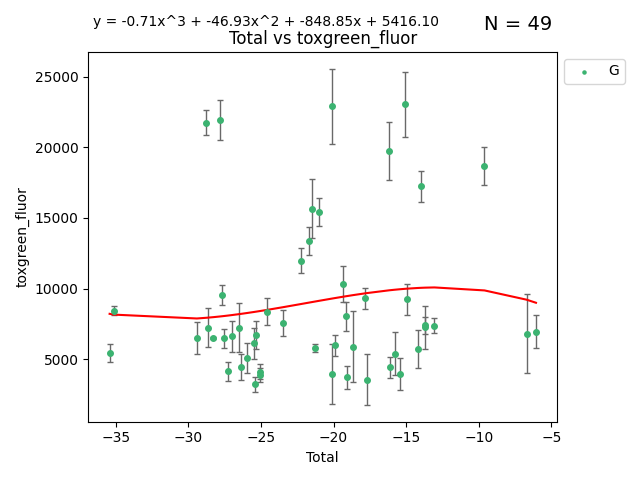 y = -0.71x^3 + -46.93x^2 + -848.85x + 5416.10
N = 49
Total vs toxgreen_fluor
G
25000
20000
15000
10000
5000
toxgreen_fluor
−35 −30 −25 −20 −15 −10 −5
Total